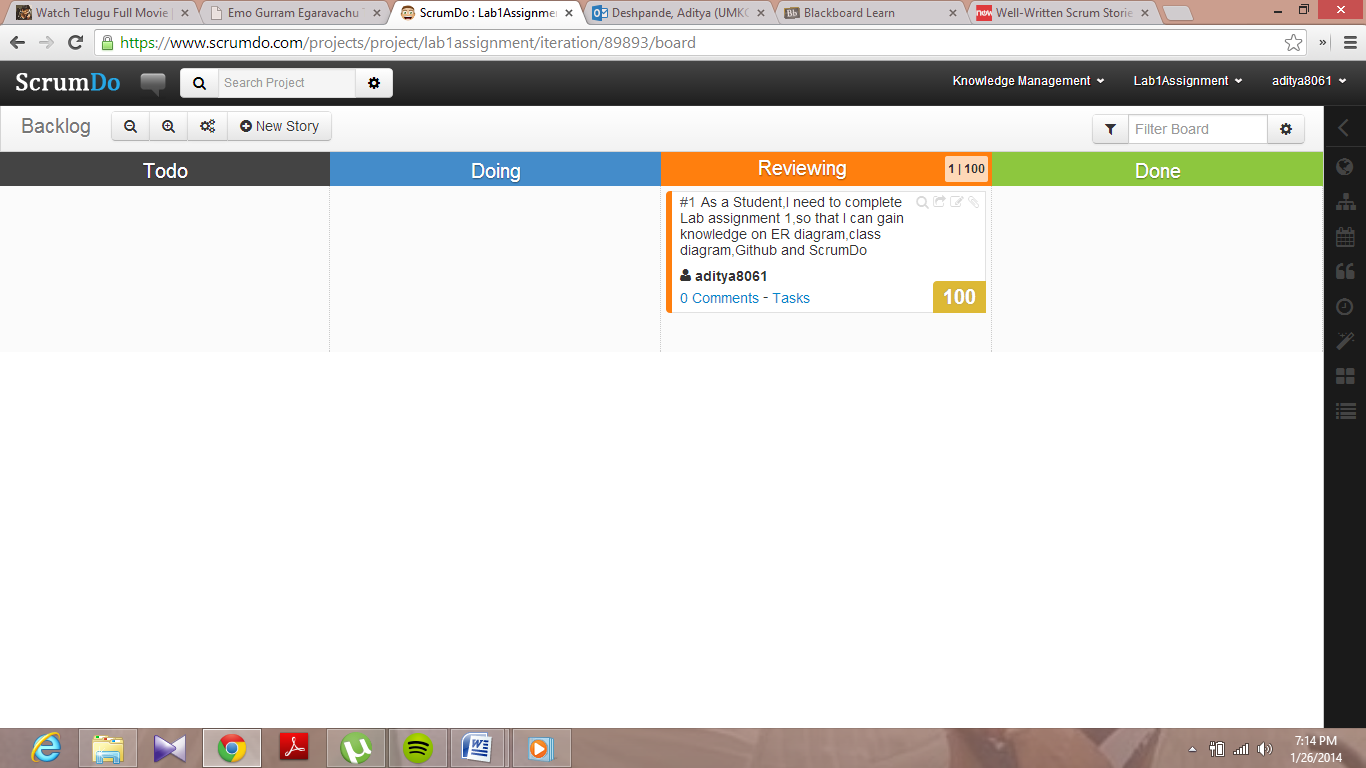 Watch Telugu Full Movie |
Emo Gurram Egaravachu
ScrumDo : Lab1Assignme
Deshpande, Aditya (UMKC
Blackboard Learn
Well-Written Scrum Storie
https://www.scrumdo.com/projects/project/lab1assignment/iteration/89893/board
ScrumDo
Search Project
Knowledge Management
Lab1Assignment
aditya8061
Backlog
New Story
Filter Board
Todo
Doing
Reviewing
1 | 100
Done
#1 As a Student,I need to complete
Lab assignment 1,so that I can gain
knowledge on ER diagram,class
diagram,Github and ScrumDo
aditya8061
0 Comments - Tasks
100
7:14 PM
1/26/2014